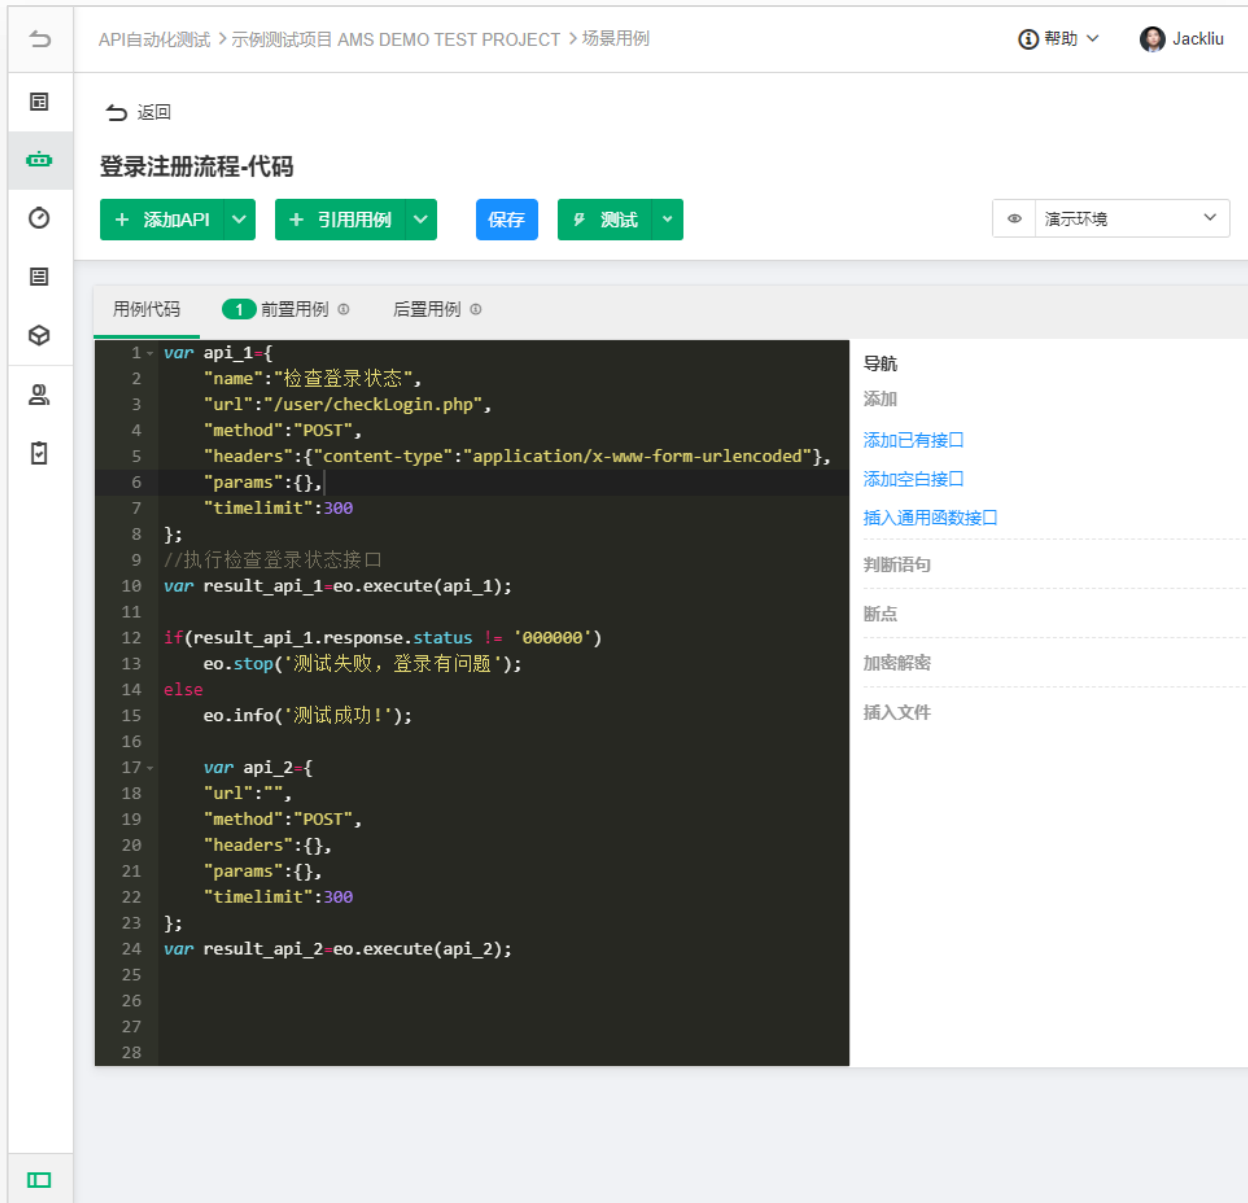 API自动化测试 > 示例测试项目 AMS DEMO TEST PROJECT > 场景用例
帮助
Jackliu
返回
登录注册流程-代码
+ 添加API
+ 引用用例
保存
测试
演示环境
用例代码
1 前置用例
后置用例
1 var api_1={
2 "name":"检查登录状态",
3 "url":"/user/checkLogin.php",
4 "method":"POST",
5 "headers":{"content-type":"application/x-www-form-urlencoded"},
6 "params":{},
7 "timelimit":300
8 };
9 //执行检查登录状态接口
10 var result_api_1=eo.execute(api_1);
11
12 if(result_api_1.response.status != '000000')
13 eo.stop('测试失败，登录有问题');
14 else
15 eo.info('测试成功!');
16
17 var api_2={
18 "url":"",
19 "method":"POST",
20 "headers":{},
21 "params":{},
22 "timelimit":300
23 };
24 var result_api_2=eo.execute(api_2);
25
26
27
28
导航
添加
添加已有接口
添加空白接口
插入通用函数接口
判断语句
断点
加密解密
插入文件